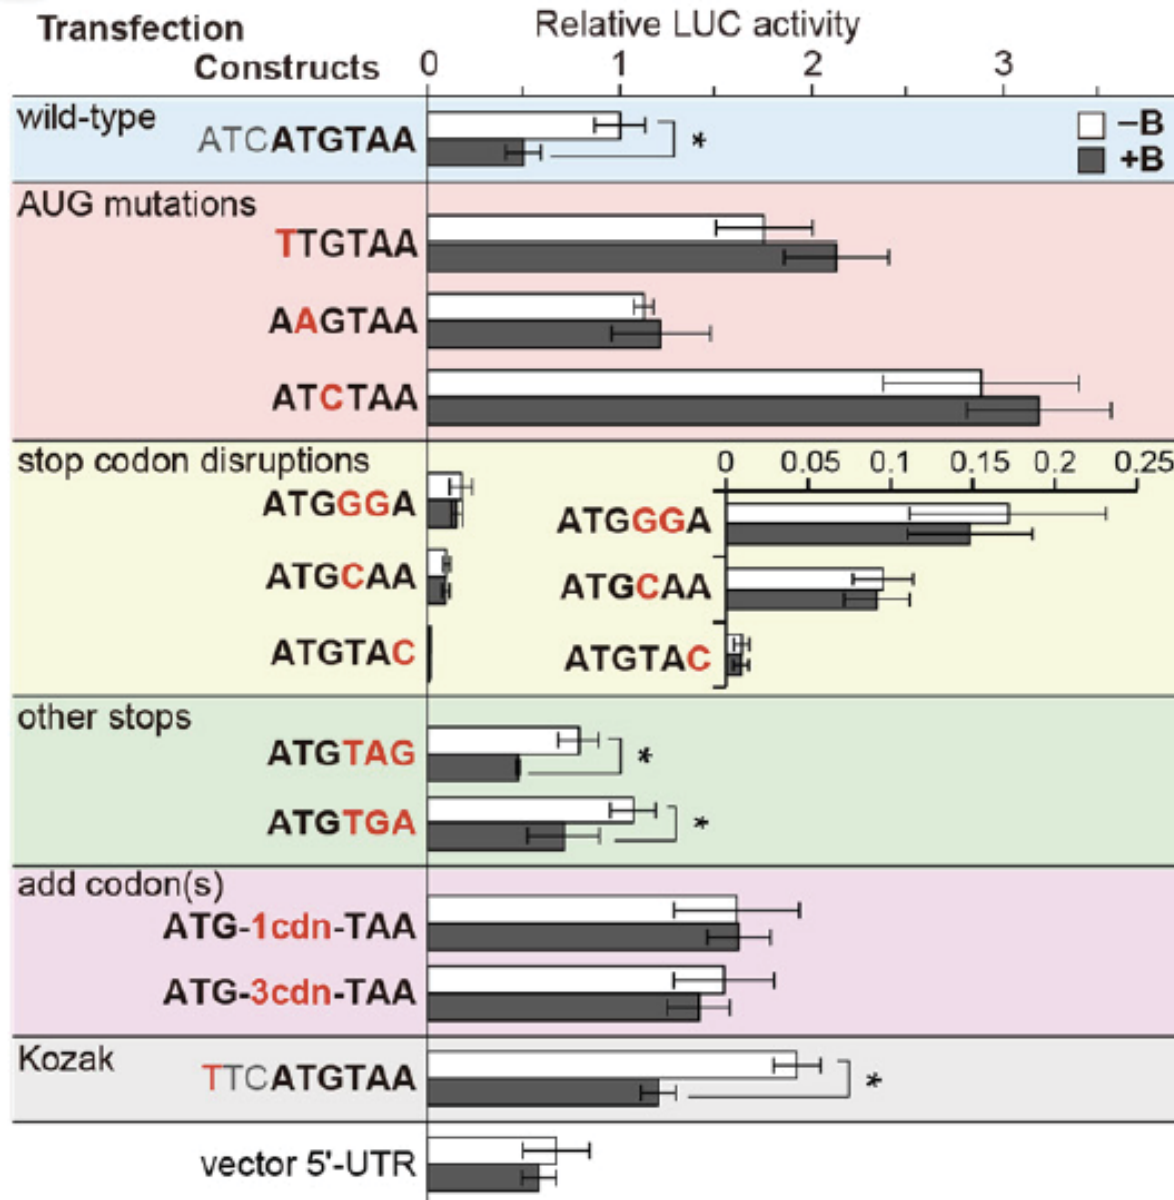 Transfection
Constructs
Relative LUC activity
0 1 2 3
wild-type
ATCATGTAA
*
–B
+B
AUG mutations
TTGTAA
AAGTAA
ATCTAA
stop codon disruptions
0 0.05 0.1 0.15 0.2 0.25
ATGGGA
ATGGGA
ATGCAA
ATGCAA
ATGTAC
ATGTAC
other stops
ATGTAG
*
ATGTGA
*
add codon(s)
ATG-1cdn-TAA
ATG-3cdn-TAA
Kozak
TTCATGTAA
*
vector 5'-UTR